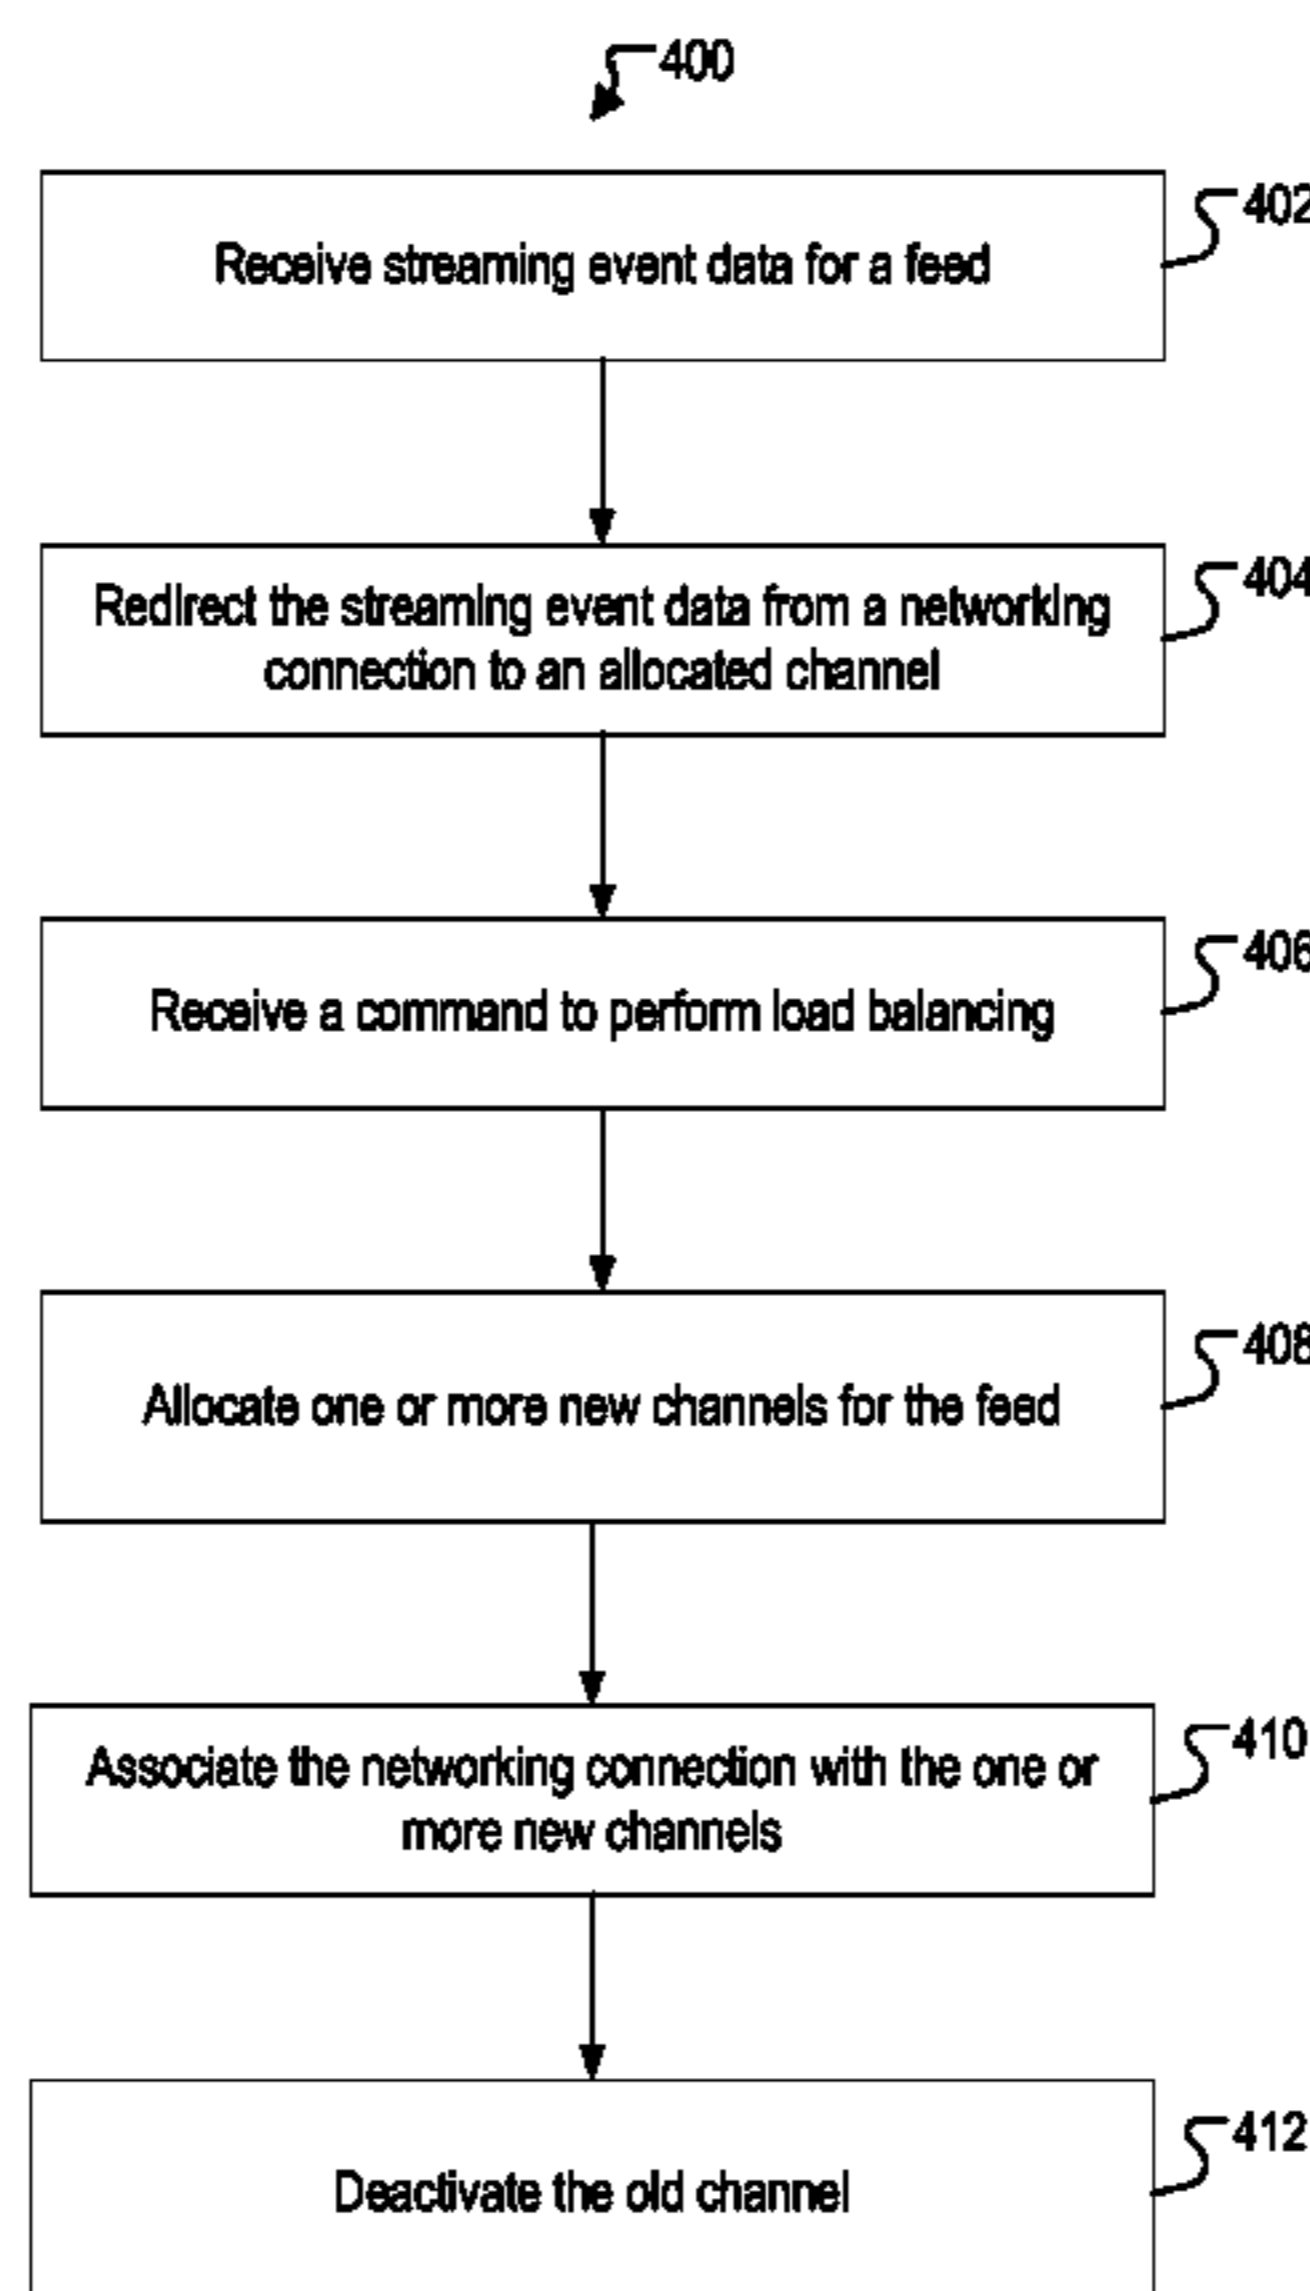 400
Receive streaming event data for a feed
402
Redirect the streaming event data from a networking
connection to an allocated channel
404
Receive a command to perform load balancing
406
Allocate one or more new channels for the feed
408
Associate the networking connection with the one or
more new channels
410
Deactivate the old channel
412